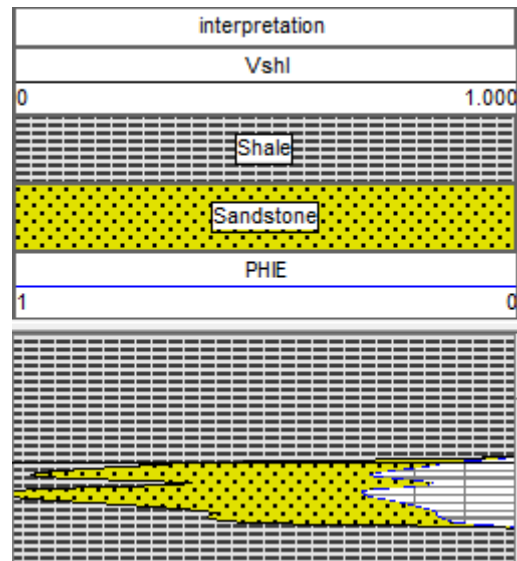 interpretation
Vshl
0 1.000
Shale
Sandstone
PHIE
1 0